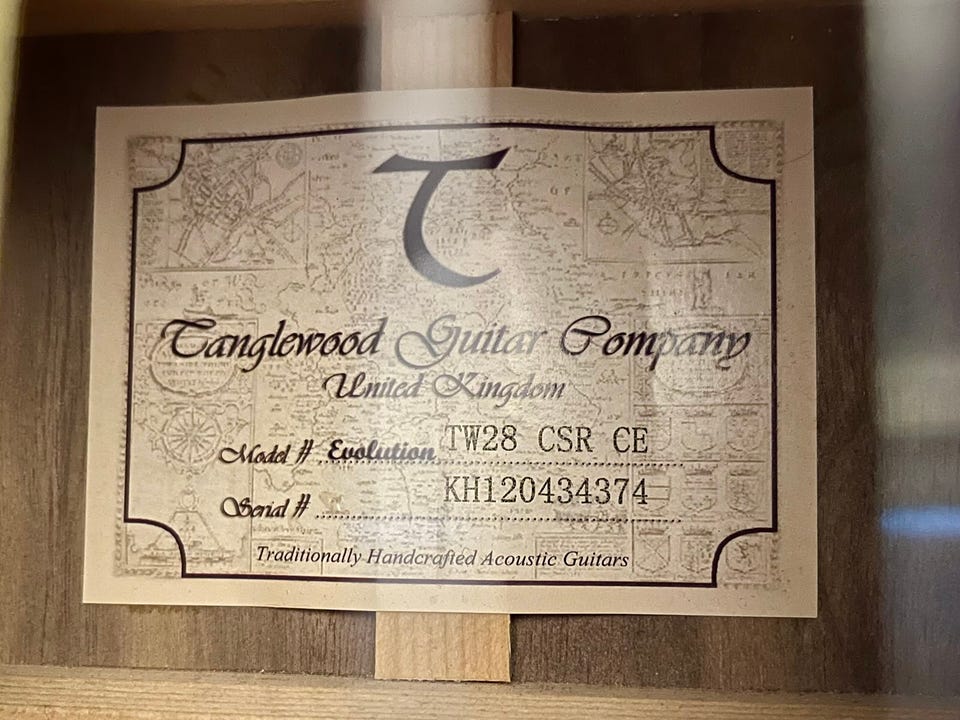 T
Tanglewood Guitar Company
United Kingdom
Model # Evolution TW28 CSR CE
Serial # KH120434374
Traditionally Handcrafted Acoustic Guitars